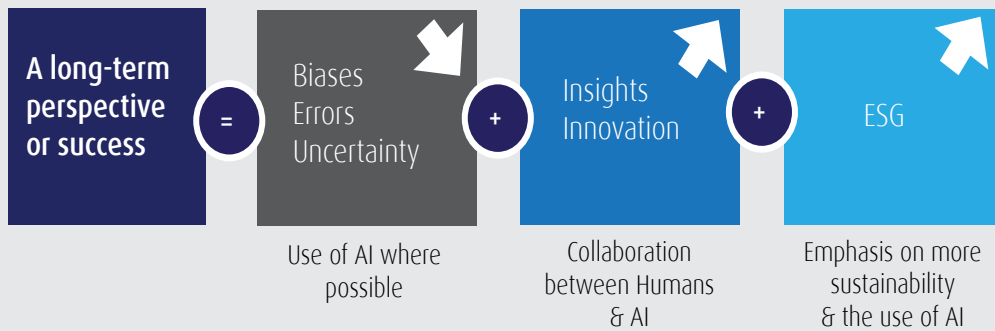 A long-term
perspective
or success
=
Biases
Errors
Uncertainty
+
Insights
Innovation
+
ESG
Use of AI where
possible
Collaboration
between Humans
& AI
Emphasis on more
sustainability
& the use of AI